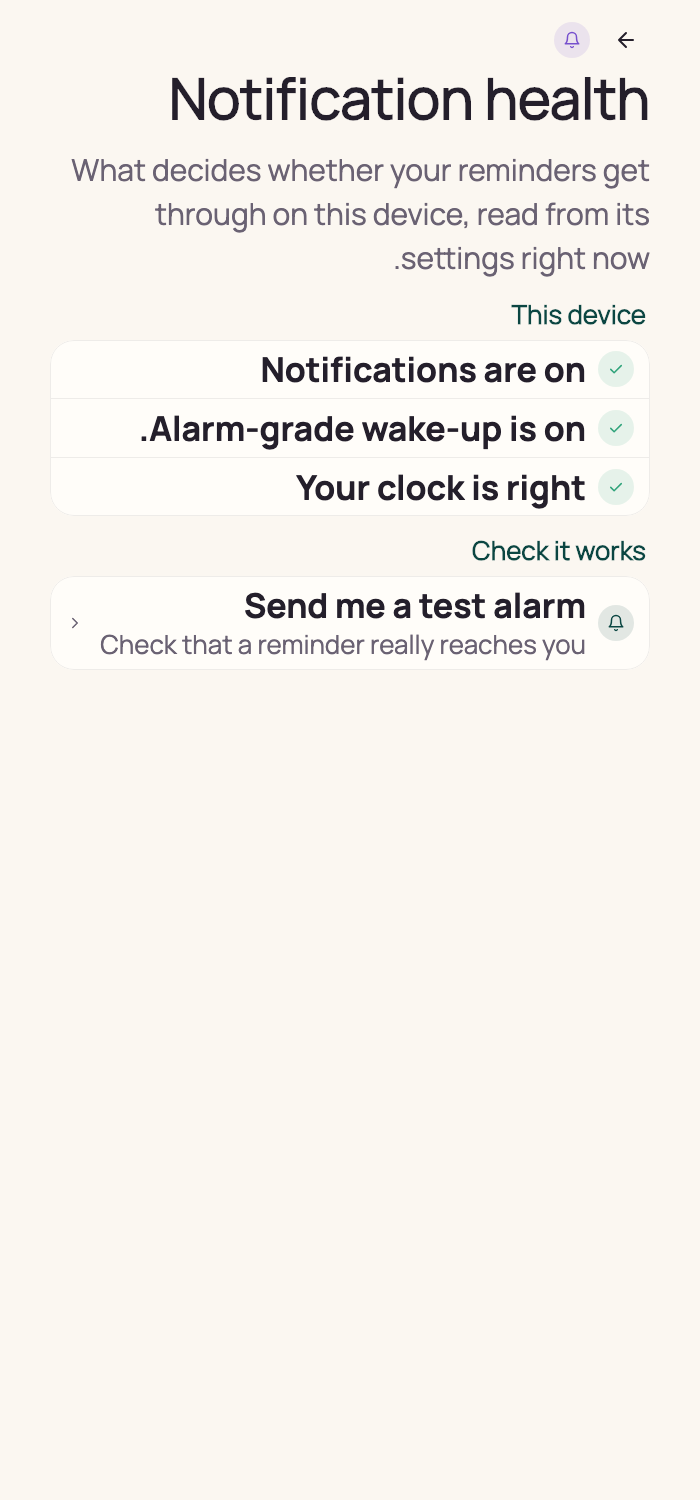 Notification health
What decides whether your reminders get
through on this device, read from its
.settings right now
This device
Notifications are on
.Alarm-grade wake-up is on
Your clock is right
Check it works
Send me a test alarm
Check that a reminder really reaches you